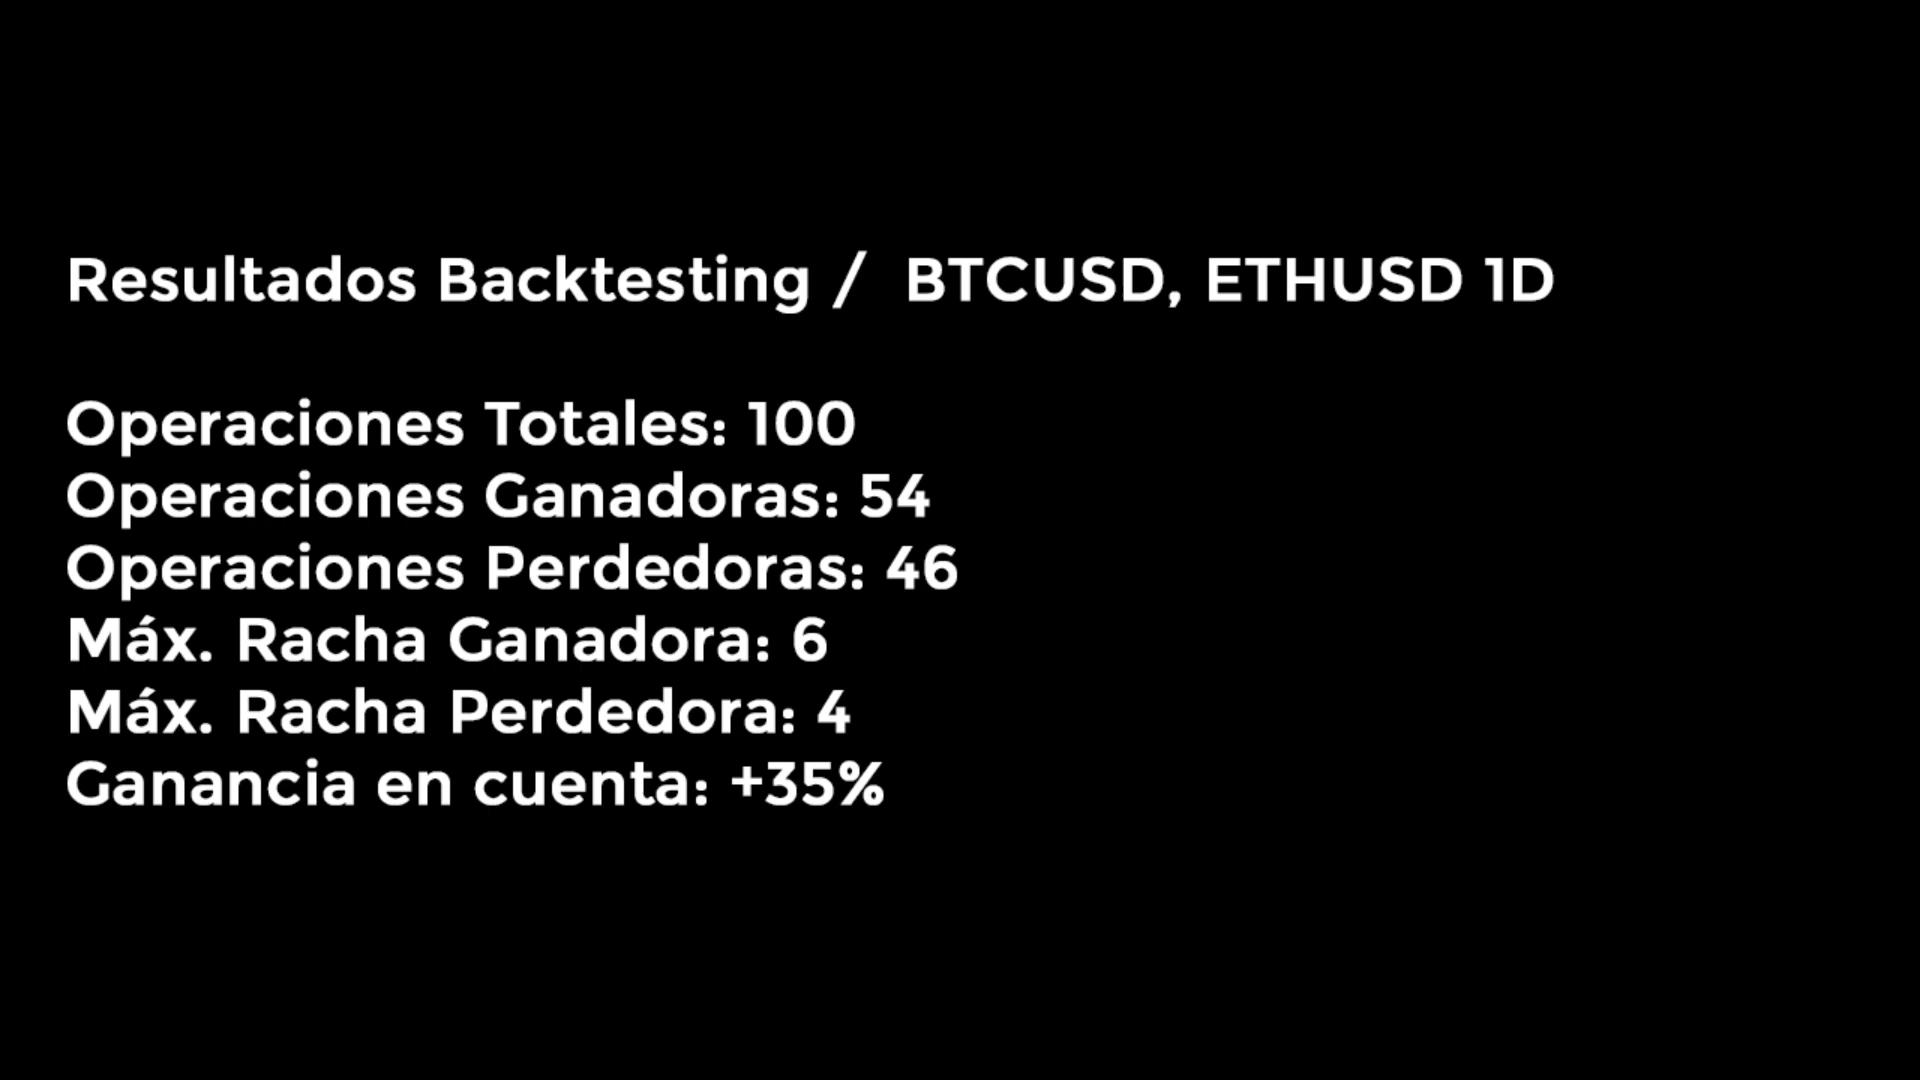 Resultados Backtesting /  BTCUSD, ETHUSD 1D
Operaciones Totales: 100
Operaciones Ganadoras: 54
Operaciones Perdedoras: 46
Máx. Racha Ganadora: 6
Máx. Racha Perdedora: 4
Ganancia en cuenta: +35%